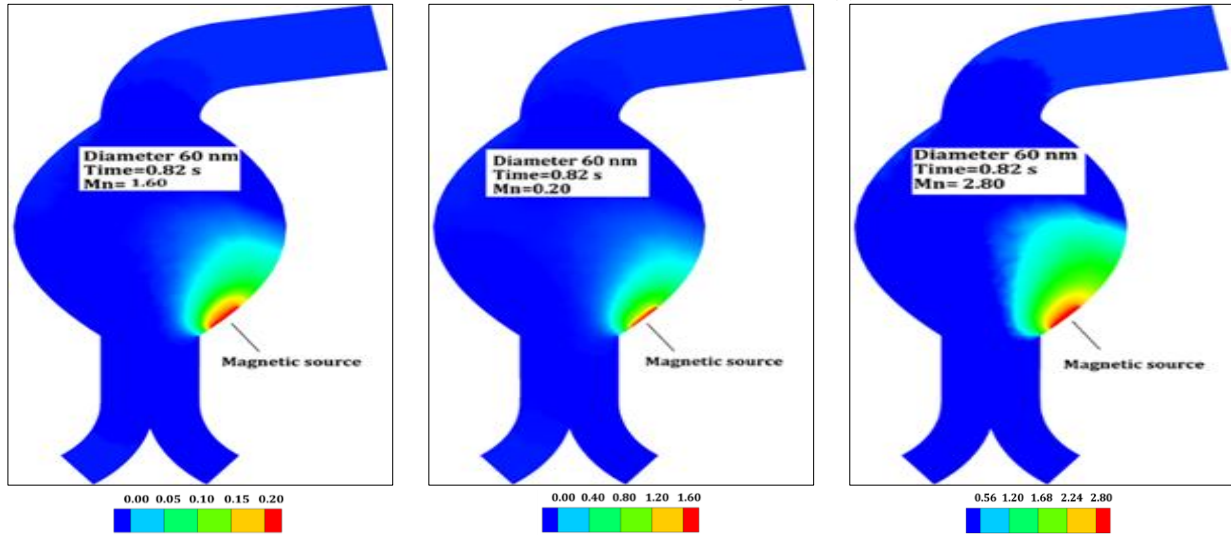 Diameter 60 nm
Time=0.82 s
Mn= 1.60
Magnetic source
0.00 0.05 0.10 0.15 0.20
Diameter 60 nm
Time=0.82 s
Mn=0.20
Magnetic source
0.00 0.40 0.80 1.20 1.60
Diameter 60 nm
Time=0.82 s
Mn= 2.80
Magnetic source
0.56 1.20 1.68 2.24 2.80